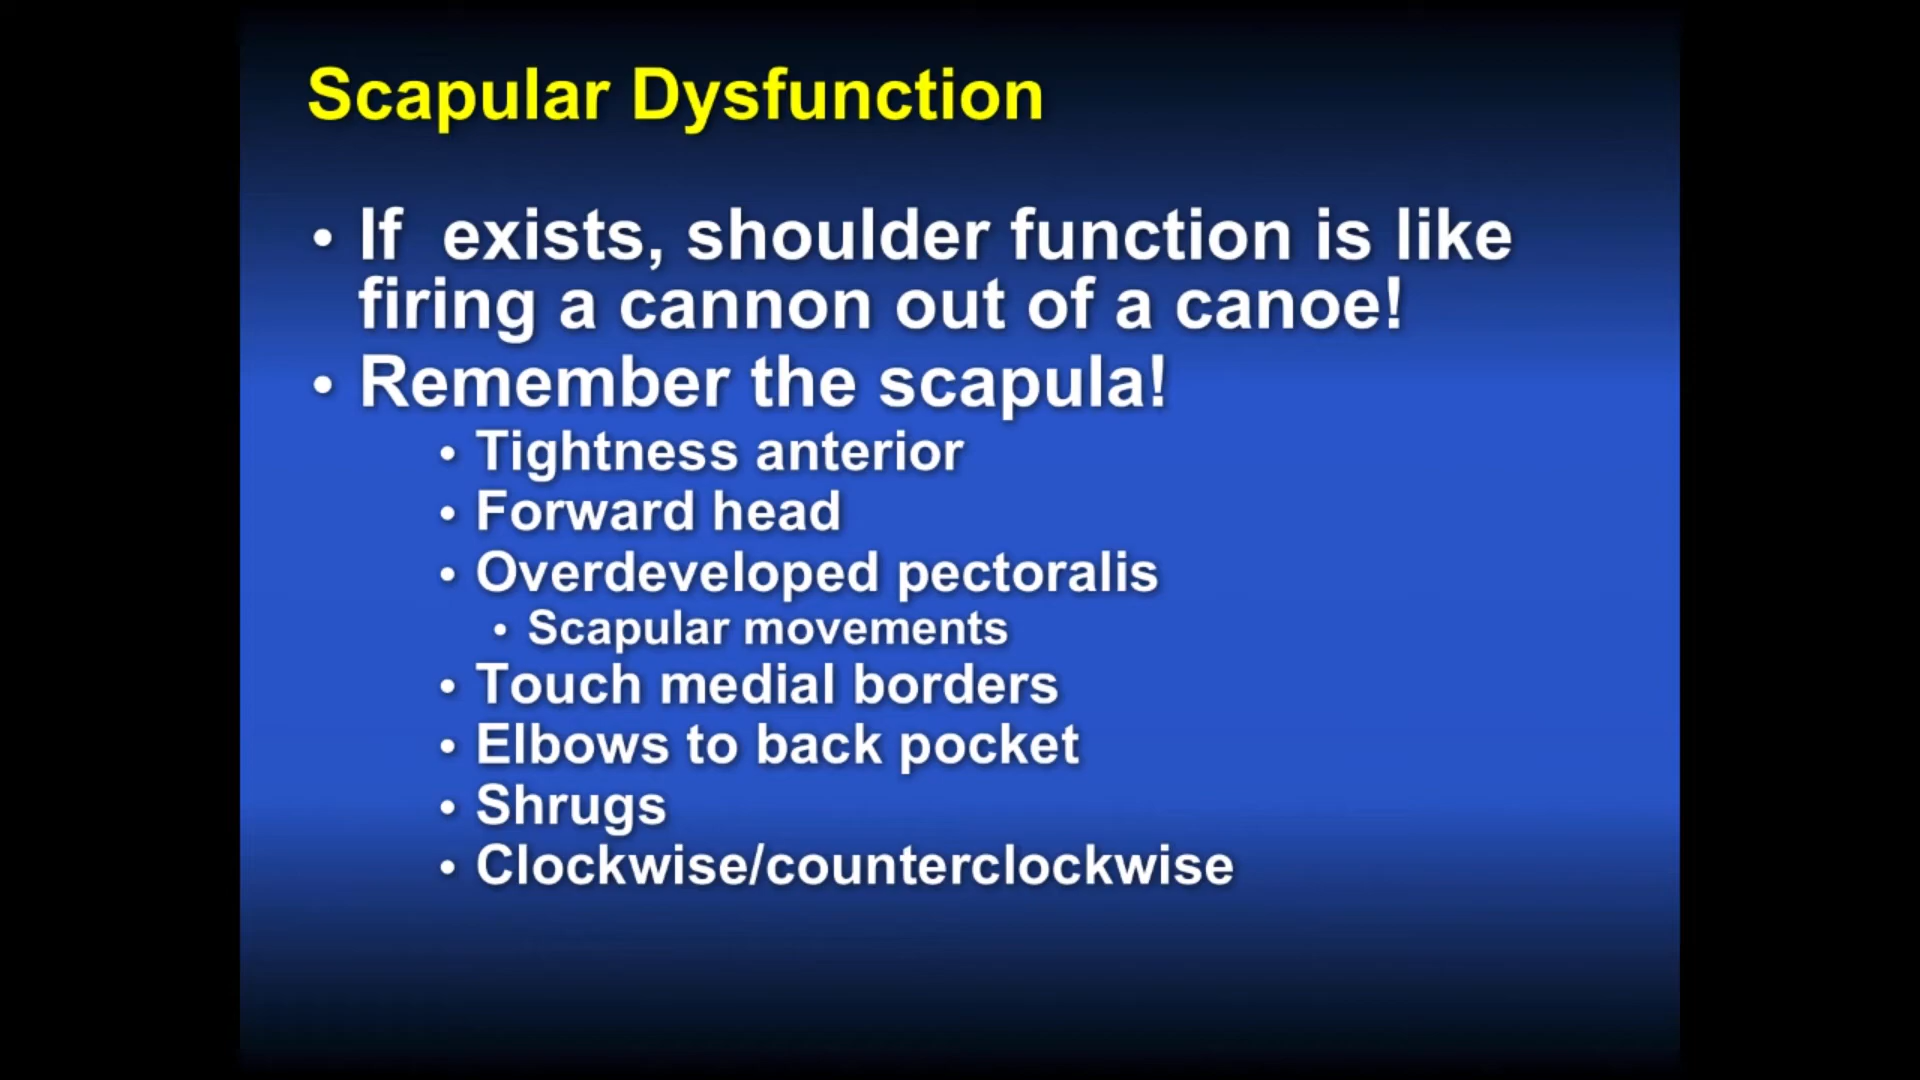 Scapular Dysfunction
• If  exists, shoulder function is like
firing a cannon out of a canoe!
• Remember the scapula!
• Tightness anterior
• Forward head
• Overdeveloped pectoralis
• Scapular movements
• Touch medial borders
• Elbows to back pocket
• Shrugs
• Clockwise/counterclockwise